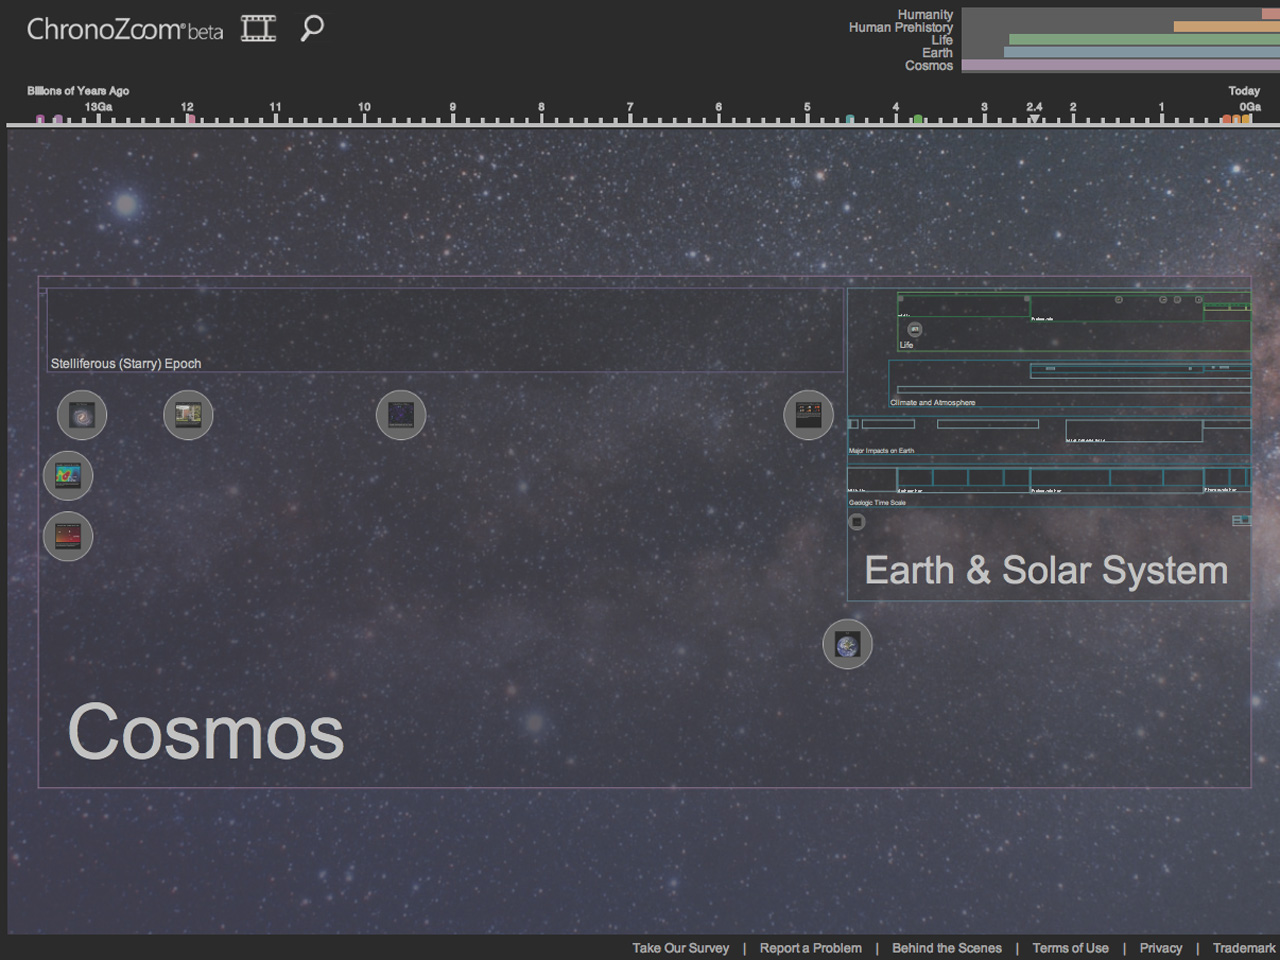 ChronoZoom® beta
Humanity
Human Prehistory
Life
Earth
Cosmos
Billions of Years Ago
Today
13Ga 12 11 10 9 8 7 6 5 4 3 2.4 2 1 0Ga
Stelliferous (Starry) Epoch
Life
Climate and Atmosphere
Major Impacts on Earth
Geologic Time Scale
Earth & Solar System
Cosmos
Take Our Survey | Report a Problem | Behind the Scenes | Terms of Use | Privacy | Trademark